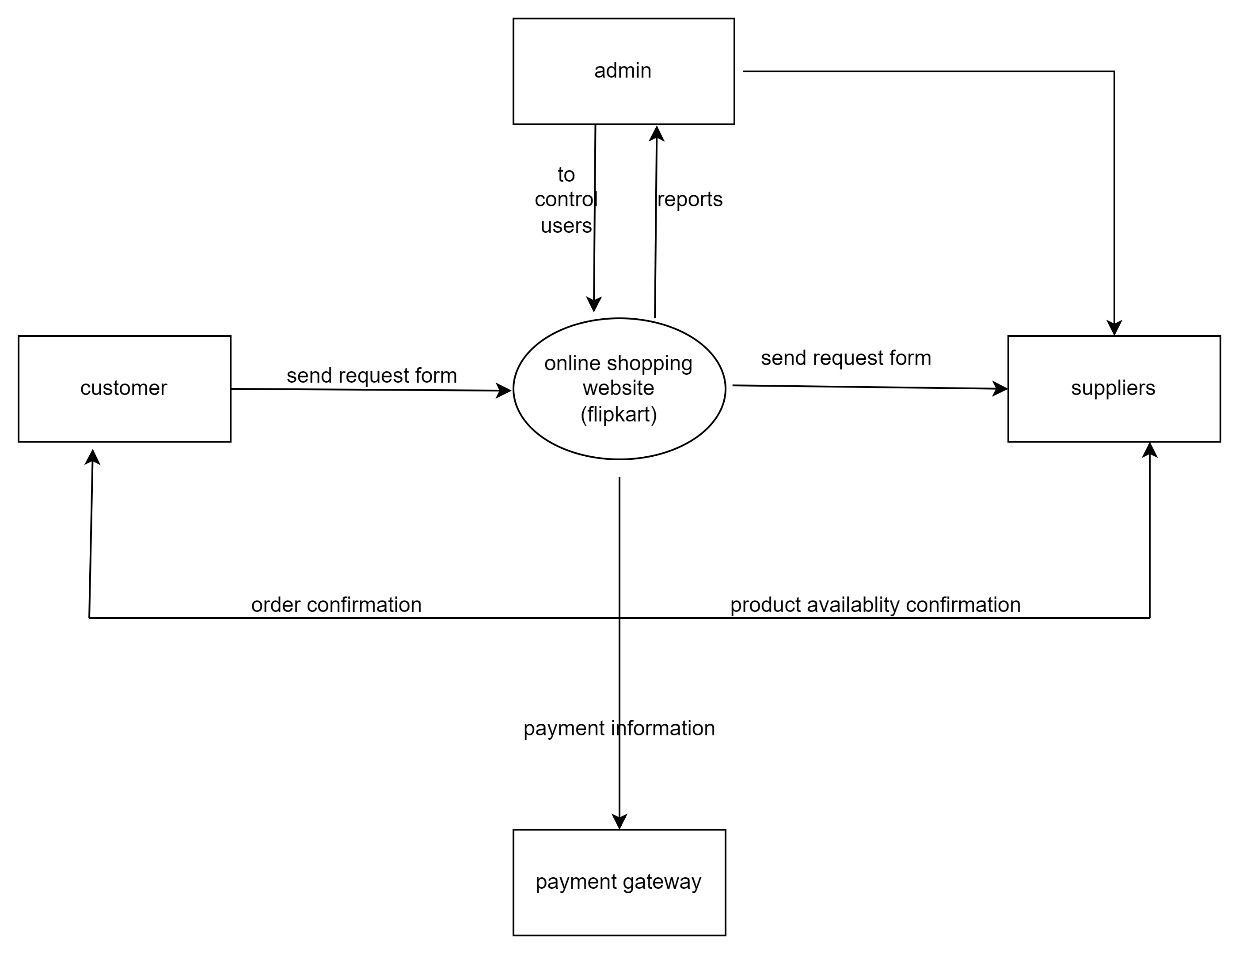 admin
to
control
users
reports
customer
send request form
online shopping
website
(flipkart)
send request form
suppliers
order confirmation
product availablity confirmation
payment information
payment gateway